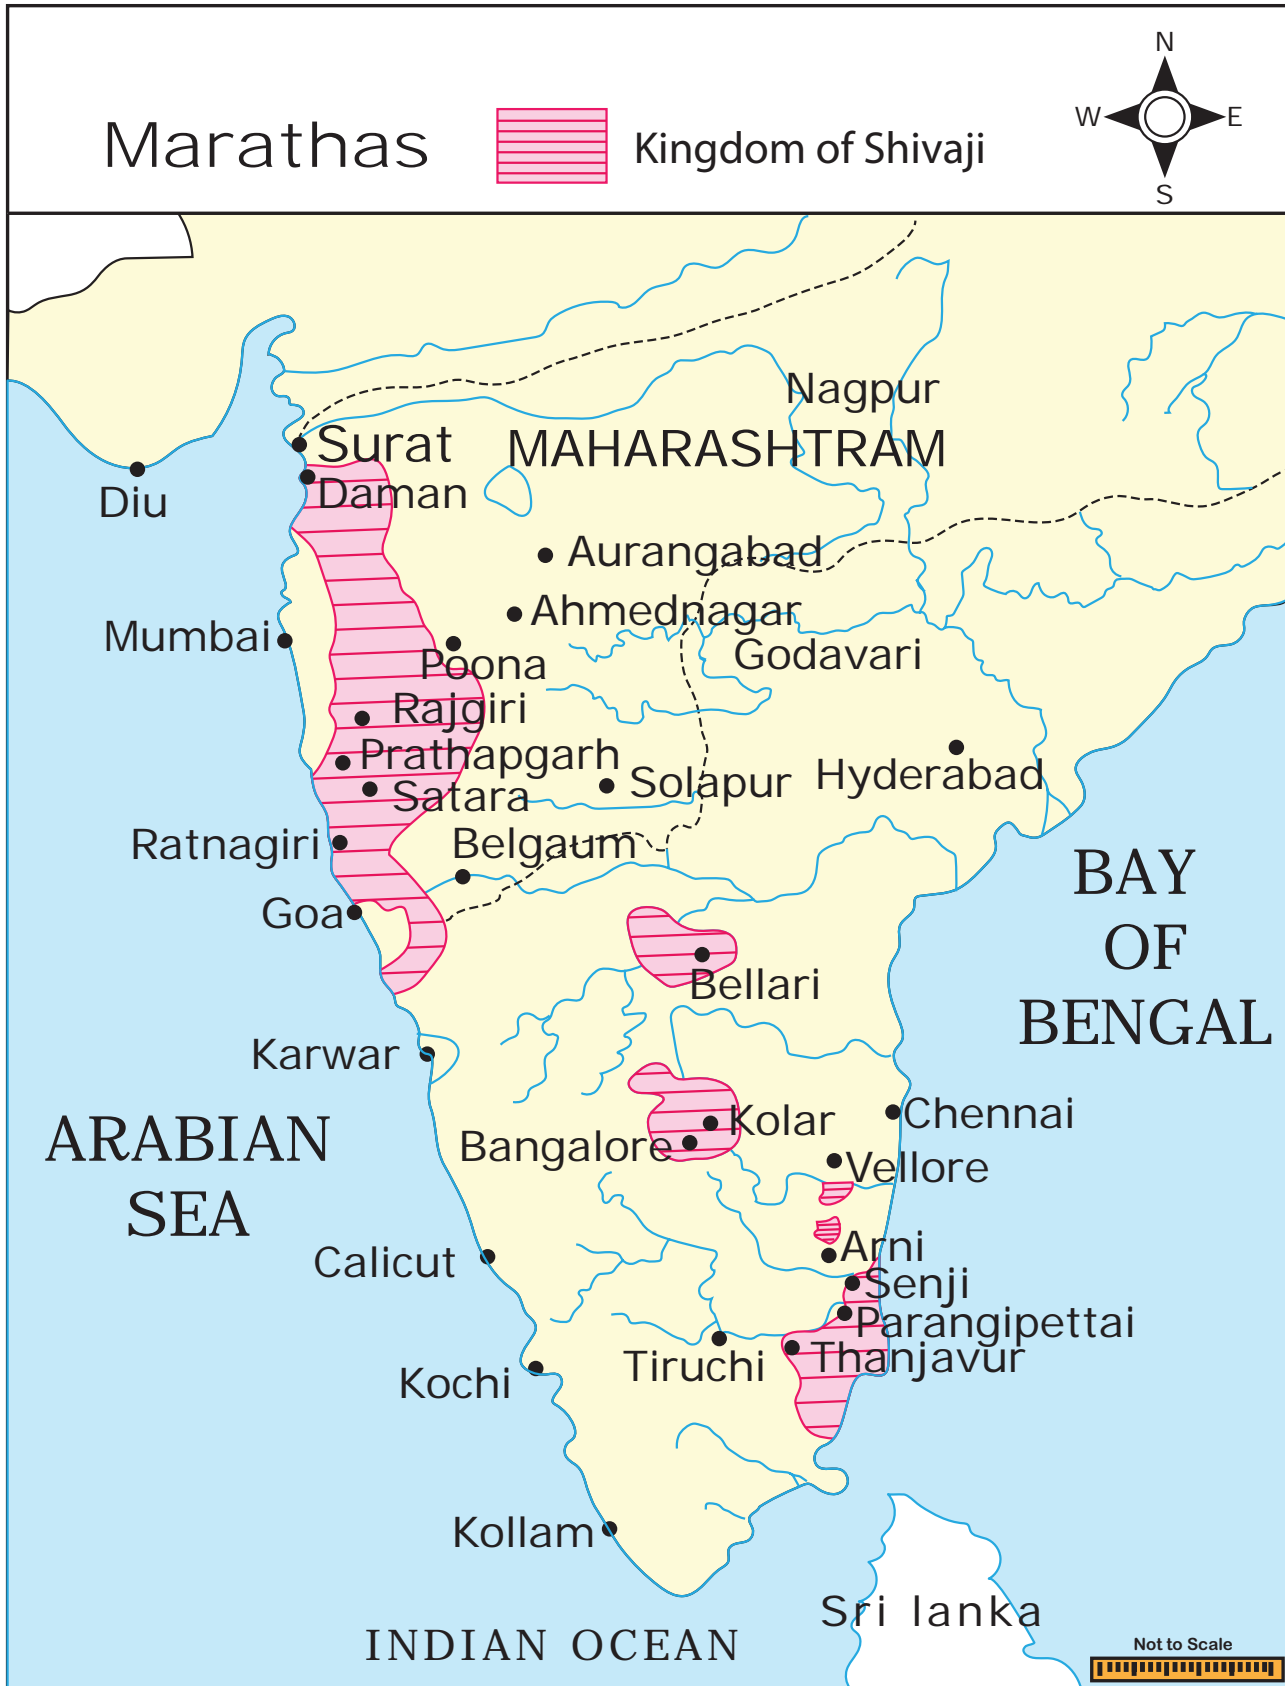 N
W
E
S
Marathas
Kingdom of Shivaji
Nagpur
Surat
MAHARASHTRAM
Daman
Diu
Aurangabad
Ahmednagar
Mumbai
Poona
Godavari
Rajgiri
Prathapgarh
Solapur
Hyderabad
Satara
Ratnagiri
Belgaum
BAY
OF
BENGAL
Goa
Bellari
Karwar
ARABIAN
SEA
Chennai
Kolar
Bangalore
Vellore
Arni
Calicut
Senji
Parangipettai
Tiruchi
Thanjavur
Kochi
Kollam
Sri lanka
INDIAN OCEAN
Not to Scale